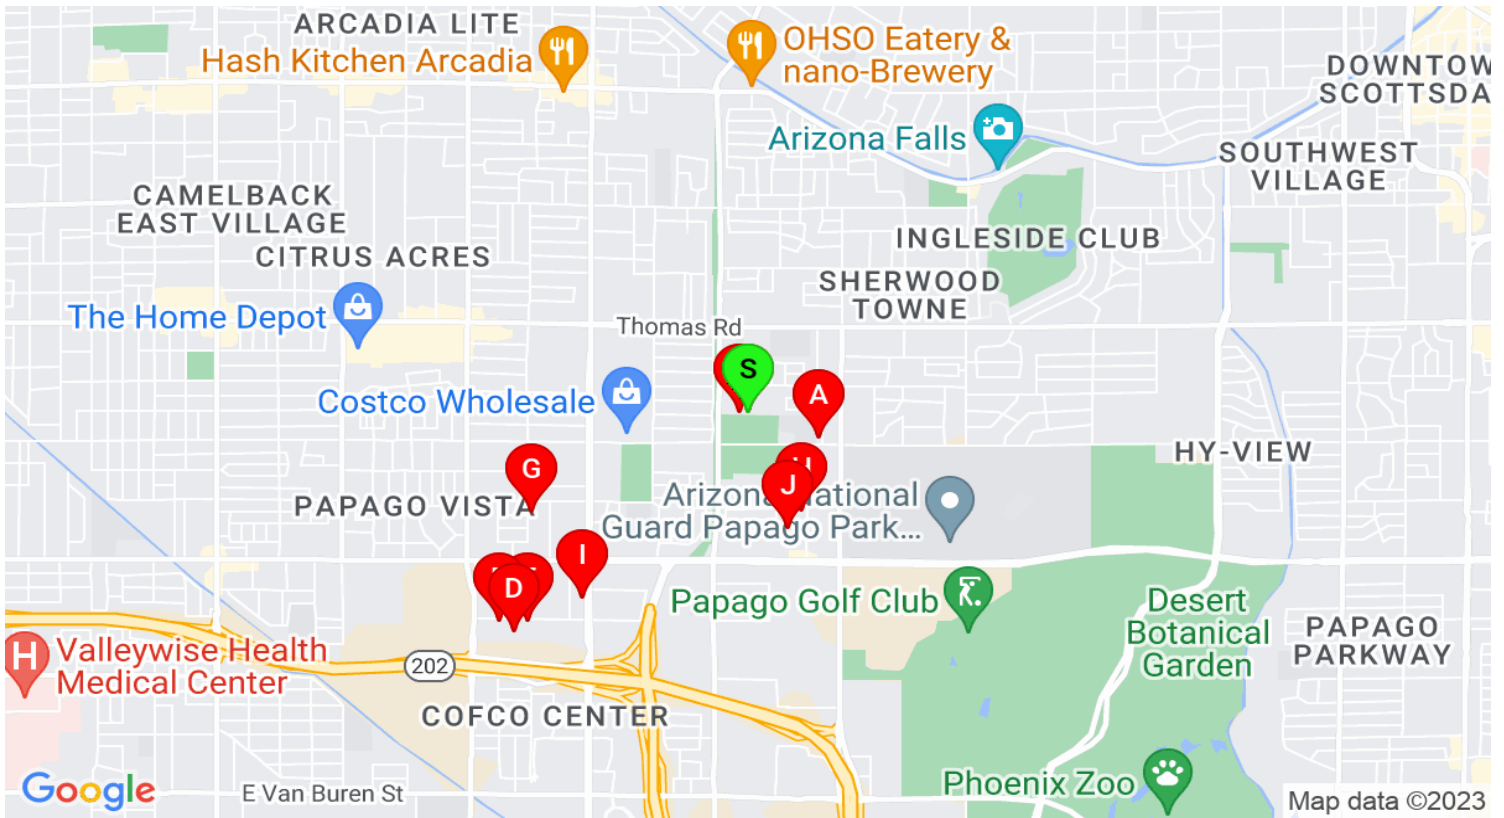 ARCADIA LITE
Hash Kitchen Arcadia
OHSO Eatery &
nano-Brewery
DOWNTOW
SCOTTSDA
Arizona Falls
SOUTHWEST
VILLAGE
CAMELBACK
EAST VILLAGE
CITRUS ACRES
INGLESIDE CLUB
SHERWOOD
TOWNE
The Home Depot
Thomas Rd
S
A
Costco Wholesale
HY-VIEW
G
H
J
PAPAGO VISTA
Arizona National
Guard Papago Park...
I
D
Papago Golf Club
Desert
Botanical
Garden
PAPAGO
PARKWAY
H
Valleywise Health
Medical Center
202
COFCO CENTER
Phoenix Zoo
Google
E Van Buren St
Map data ©2023